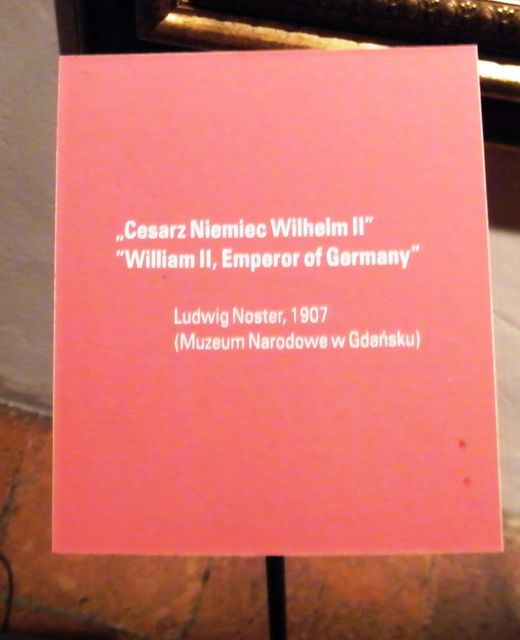 „Cesarz Niemiec Wilhelm II”
“William II, Emperor of Germany”
Ludwig Noster, 1907
(Muzeum Narodowe w Gdańsku)